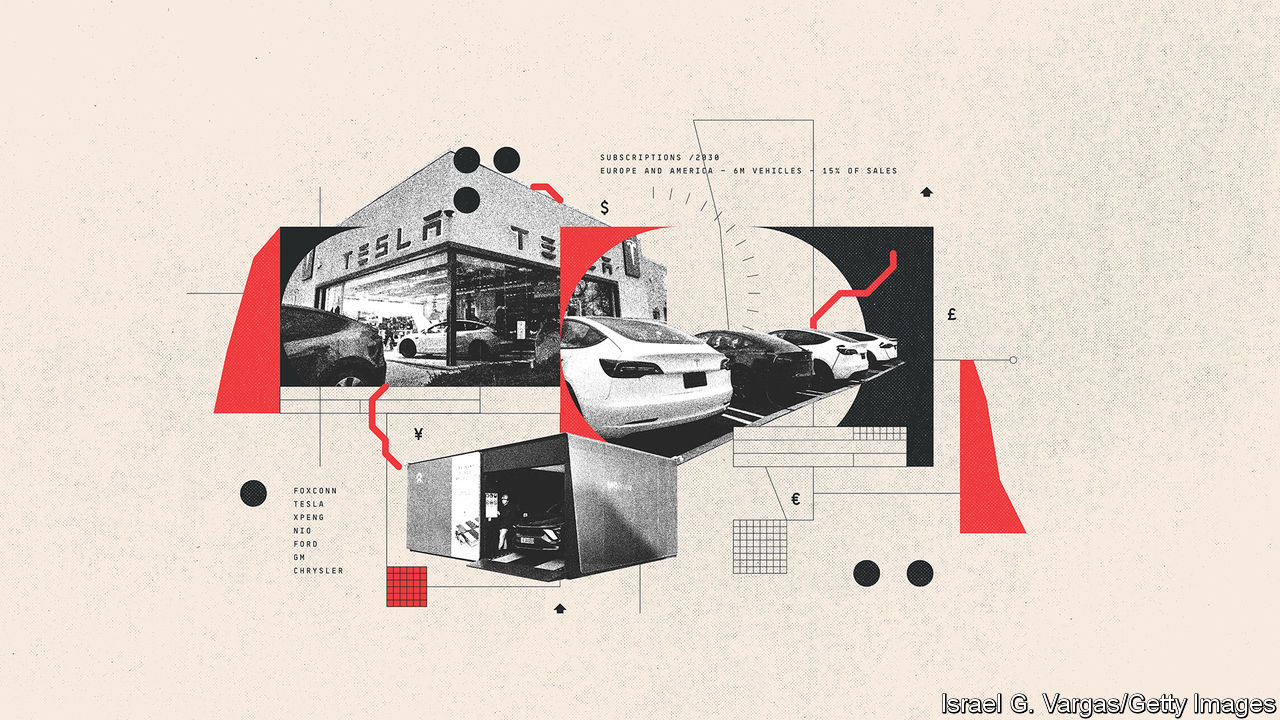 SUBSCRIPTIONS /2030
EUROPE AND AMERICA – 6M VEHICLES – 15% OF SALES
$
TESLA
TESLA
£
¥
€
FOXCONN
TESLA
XPENG
NIO
FORD
GM
CHRYSLER
Israel G. Vargas/Getty Images